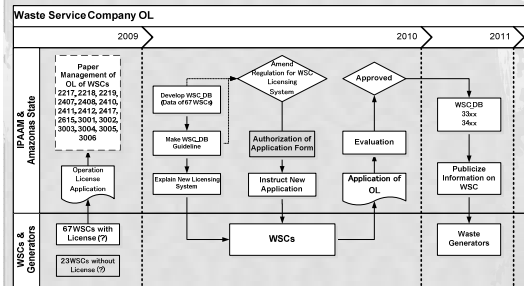 Waste Service Company OL
2009
2010
2011
IPAAM &
Amazonas State
Paper
Management of
OL of WSCs
2217, 2218, 2219,
2407, 2408, 2410,
2411, 2412, 2417,
2615, 3001, 3002,
3003, 3004, 3005,
3006
Operation
License
Application
Develop WSC_DB
(Data of 67 WSCs)
Make WSC_DB
Guideline
Explain New Licensing
System
Amend
Regulation for WSC
Licensing
System
Authorization of
Application Form
Instruct New
Application
Approved
Evaluation
Application of
OL
WSC_DB
33xx
34xx
Publicize
Information on
WSC
WSCs &
Generators
67 WSCs with
License (?)
23 WSCs without
License (?)
WSCs
Waste
Generators